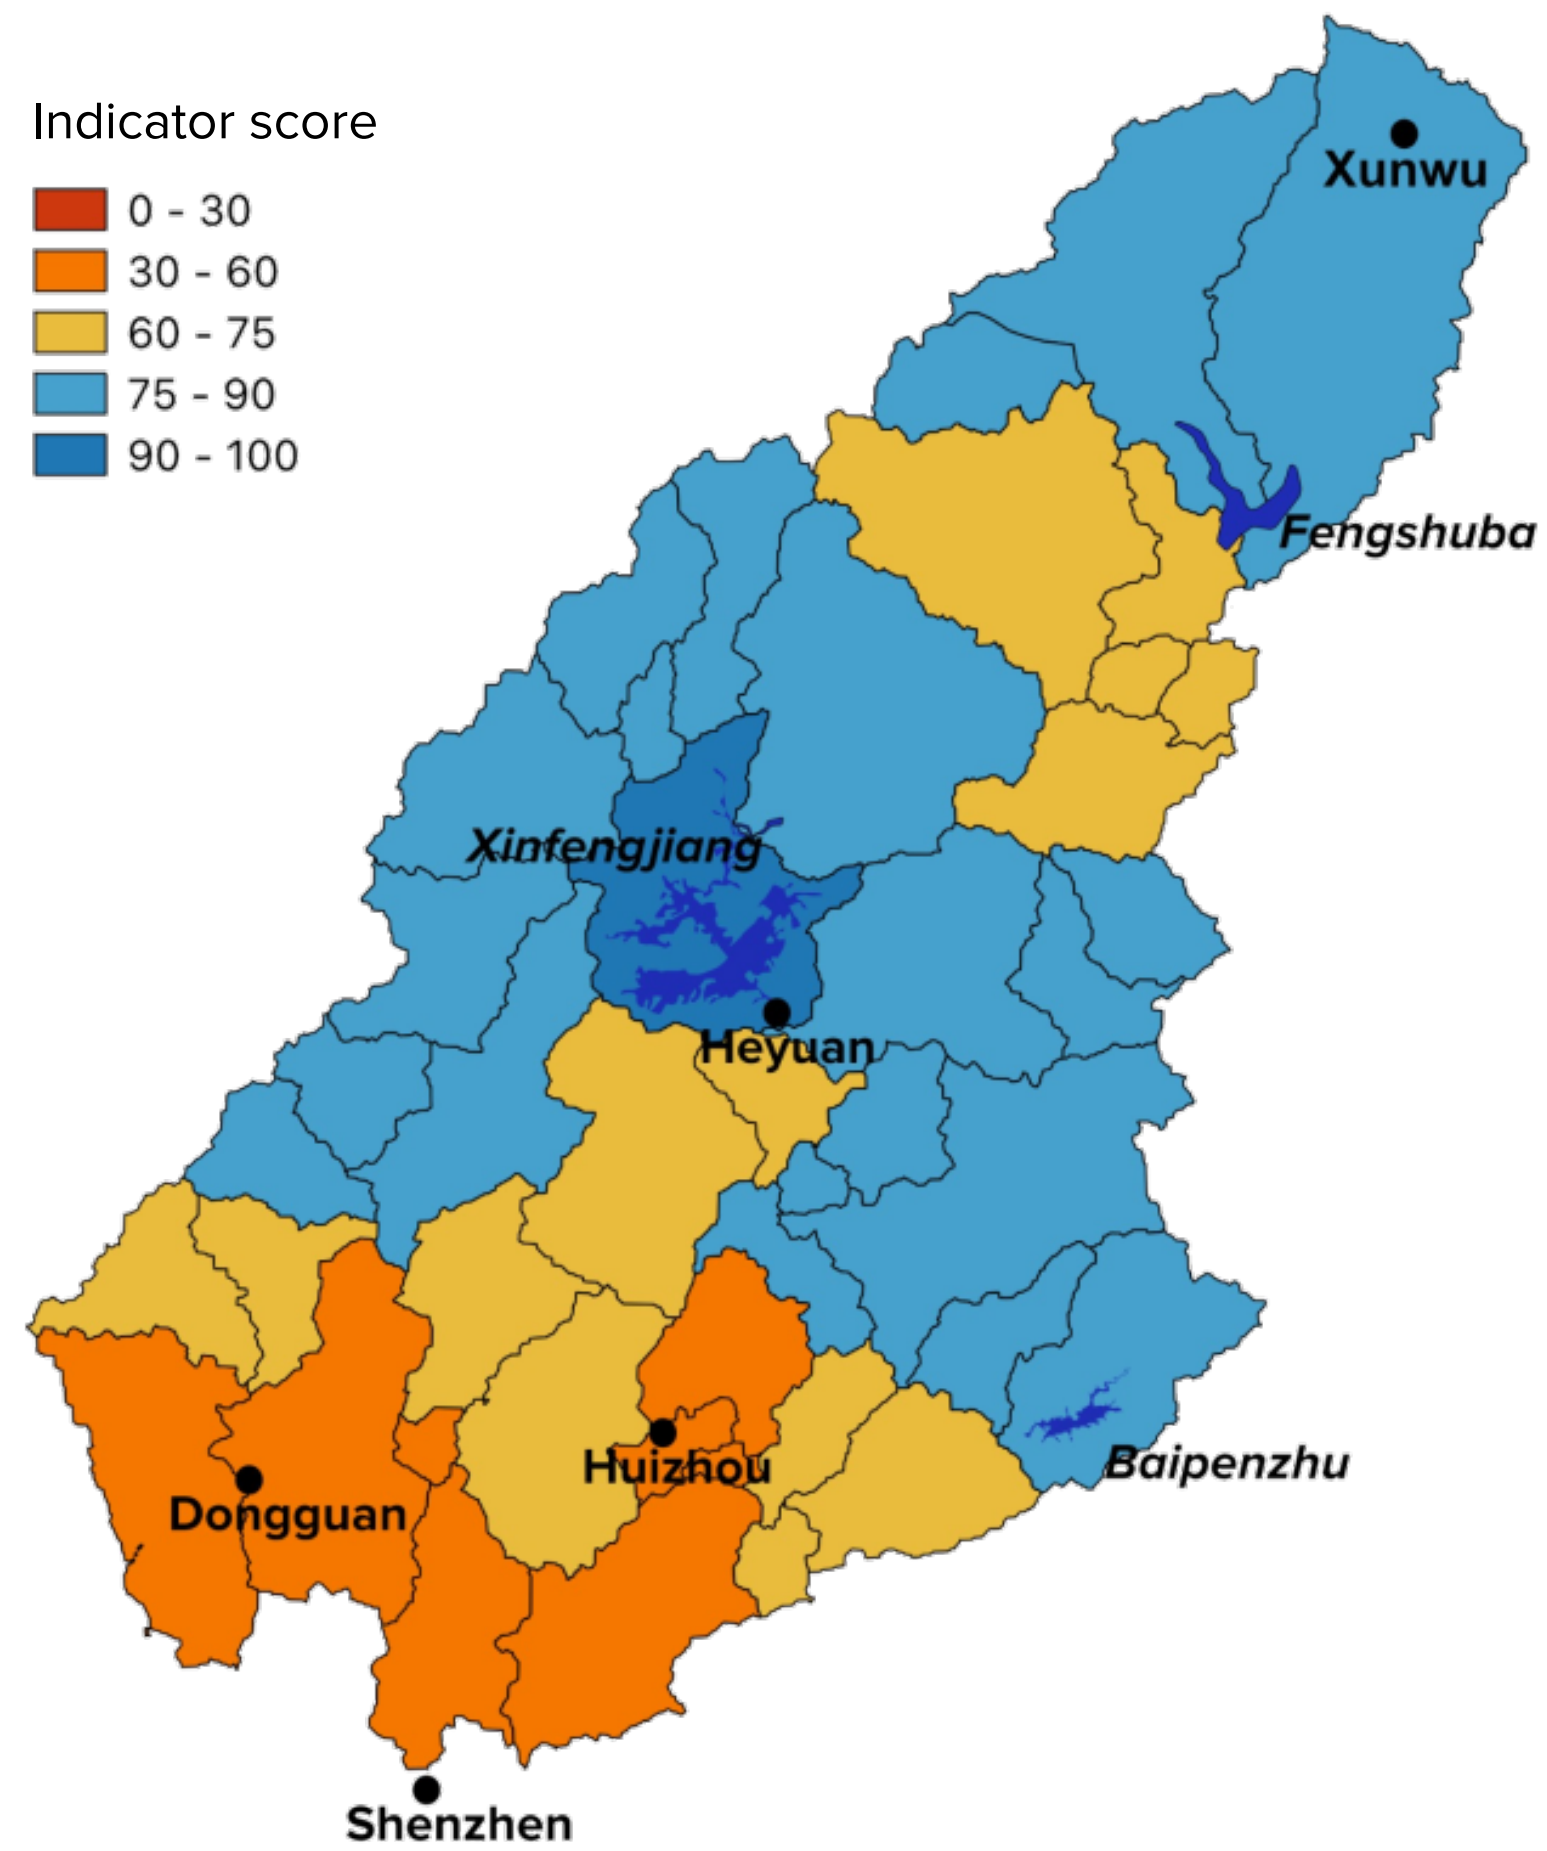 Indicator score
0 - 30
30 - 60
60 - 75
75 - 90
90 - 100
Xunwu
Fengshuba
Xinfengjiang
Heyuan
Huizhou
Baipenzhu
Dongguan
Shenzhen